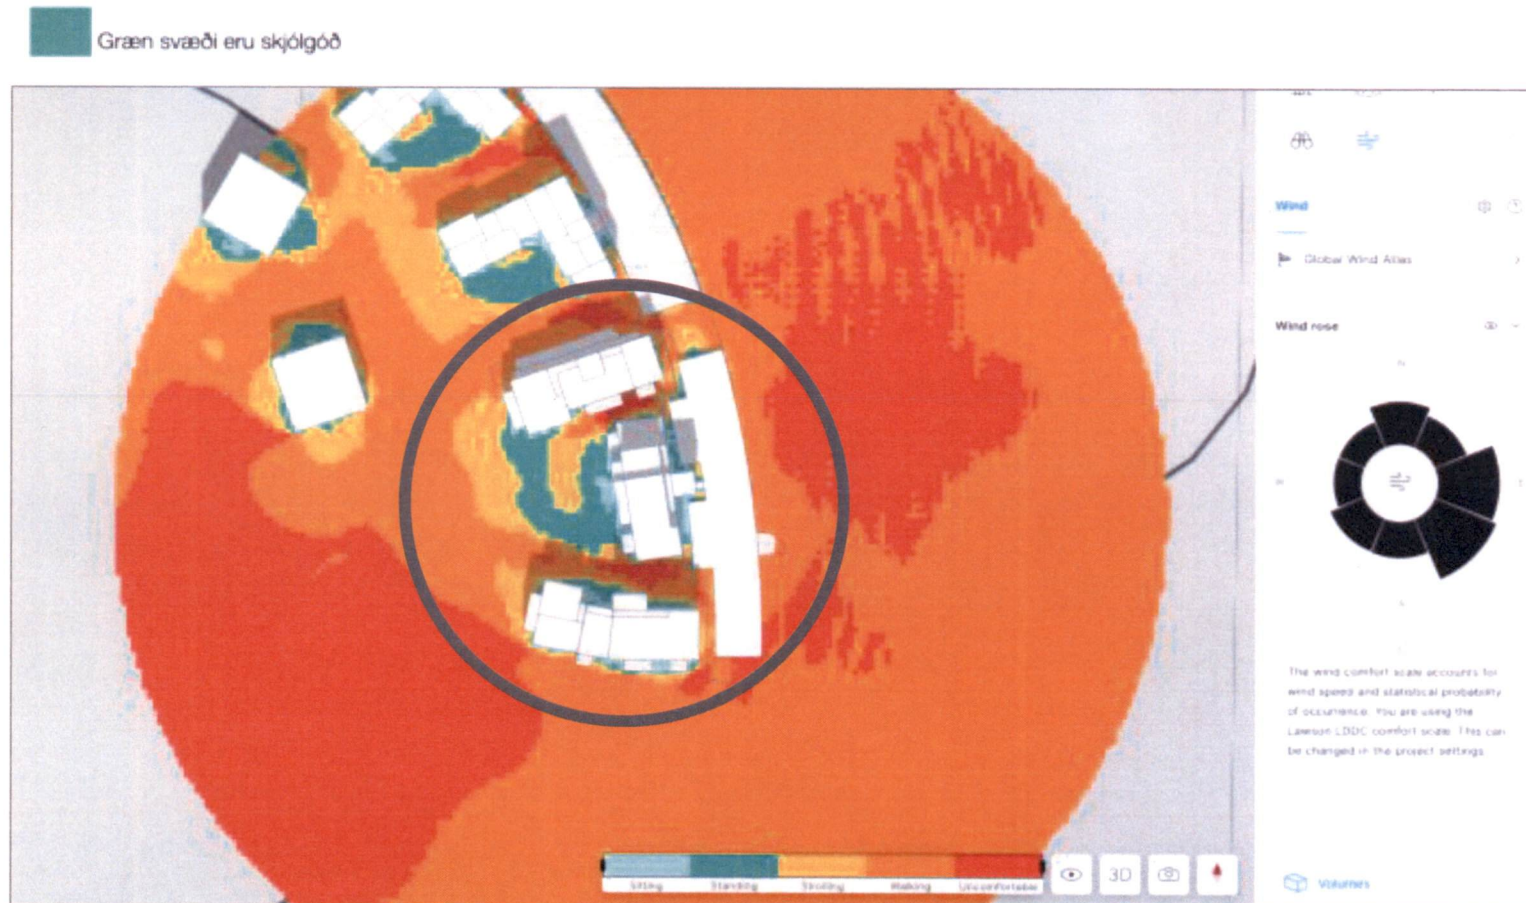 Græn svæði eru skjólgóð
Wind
Global Wind Atlas
Wind rose
The wind comfort scale accounts for
wind speed and statistical probability
of occurrence. You are using the
Lawson LDDC comfort scale. This can
be changed in the project settings
Sitting Standing Strolling Walking Uncomfortable
3D
Volumes